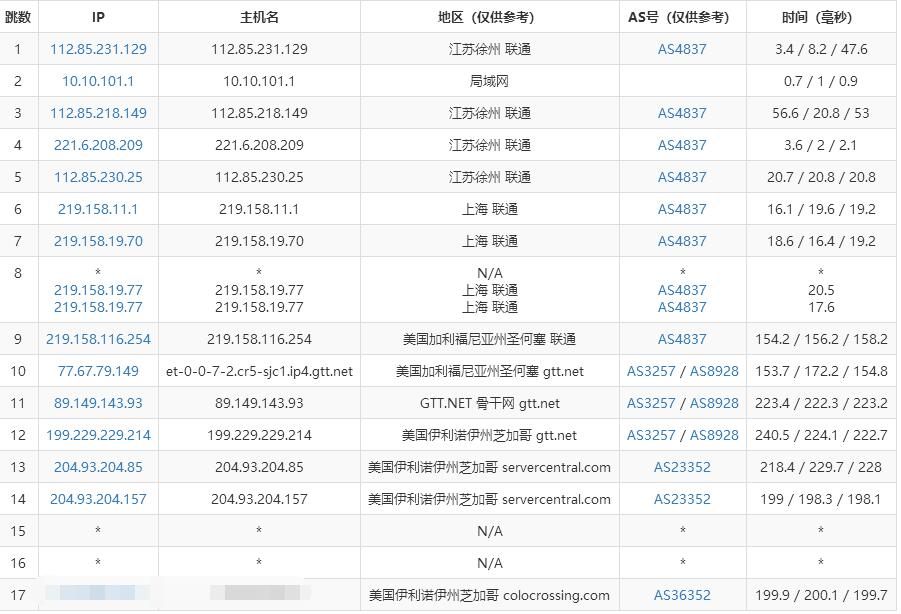 跳数 IP 主机名 地区（仅供参考） AS号（仅供参考） 时间（毫秒）
1 112.85.231.129 112.85.231.129 江苏徐州 联通 AS4837 3.4 / 8.2 / 47.6
2 10.10.101.1 10.10.101.1 局域网 0.7 / 1 / 0.9
3 112.85.218.149 112.85.218.149 江苏徐州 联通 AS4837 56.6 / 20.8 / 53
4 221.6.208.209 221.6.208.209 江苏徐州 联通 AS4837 3.6 / 2 / 2.1
5 112.85.230.25 112.85.230.25 江苏徐州 联通 AS4837 20.7 / 20.8 / 20.8
6 219.158.11.1 219.158.11.1 上海 联通 AS4837 16.1 / 19.6 / 19.2
7 219.158.19.70 219.158.19.70 上海 联通 AS4837 18.6 / 16.4 / 19.2
8 * * N/A * *
219.158.19.77 219.158.19.77 上海 联通 AS4837 20.5
219.158.19.77 219.158.19.77 上海 联通 AS4837 17.6
9 219.158.116.254 219.158.116.254 美国加利福尼亚州圣何塞 联通 AS4837 154.2 / 156.2 / 158.2
10 77.67.79.149 et-0-0-7-2.cr5-sjc1.ip4.gtt.net 美国加利福尼亚州圣何塞 gtt.net AS3257 / AS8928 153.7 / 172.2 / 154.8
11 89.149.143.93 89.149.143.93 GTT.NET 骨干网 gtt.net AS3257 / AS8928 223.4 / 222.3 / 223.2
12 199.229.229.214 199.229.229.214 美国伊利诺伊州芝加哥 gtt.net AS3257 / AS8928 240.5 / 224.1 / 222.7
13 204.93.204.85 204.93.204.85 美国伊利诺伊州芝加哥 servercentral.com AS23352 218.4 / 229.7 / 228
14 204.93.204.157 204.93.204.157 美国伊利诺伊州芝加哥 servercentral.com AS23352 199 / 198.3 / 198.1
15 * * N/A * *
16 * * N/A * *
17 美国伊利诺伊州芝加哥 colocrossing.com AS36352 199.9 / 200.1 / 199.7